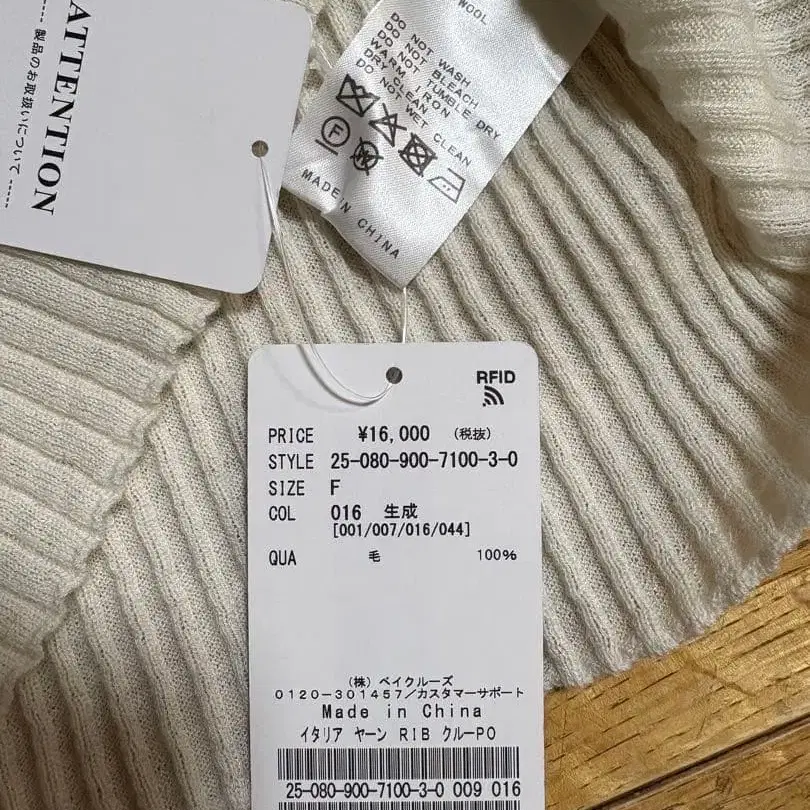 ATTENTION
-- 製品のお取扱いについて --
WOOL
DO NOT WASH
DO NOT BLEACH
DO NOT TUMBLE DRY
WARM IRON
DRY CLEAN
DO NOT WET CLEAN
F
W
MADE IN CHINA
RFID
PRICE ¥16,000 (税抜)
STYLE 25-080-900-7100-3-0
SIZE F
COL 016 生成
[001/007/016/044]
QUA 毛 100%
(株) ベイクルーズ
0120-301457/カスタマーサポート
Made in China
イタリア ヤーン RIB クルーPO
25-080-900-7100-3-0 009 016